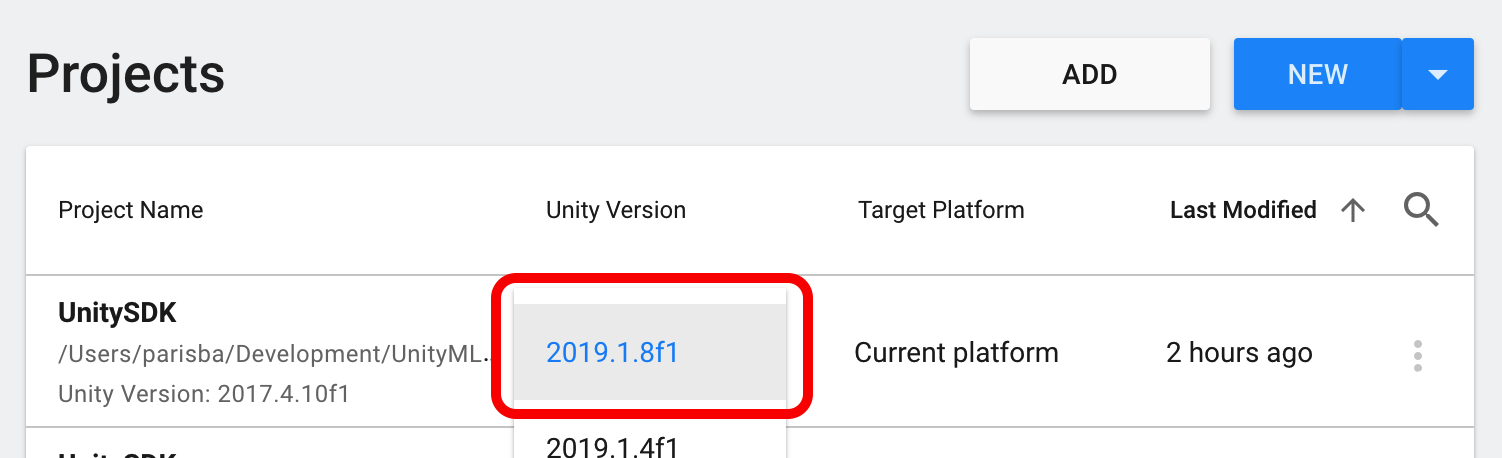 Projects
ADD
NEW
Project Name
Unity Version
Target Platform
Last Modified
UnitySDK
/Users/parisba/Development/UnityML...
Unity Version: 2017.4.10f1
2019.1.8f1
Current platform
2 hours ago
2019.1.4f1
UnitySDK